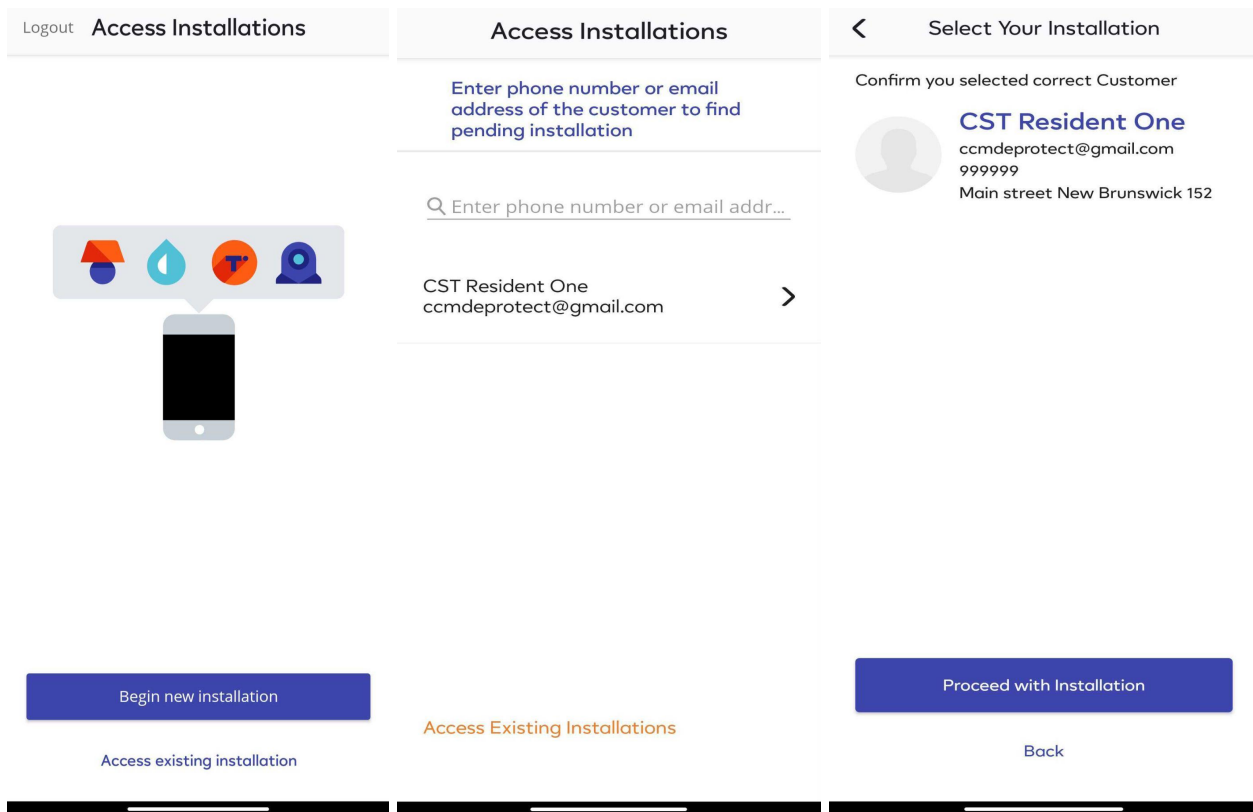 Logout Access Installations
Begin new installation
Access existing installation
Access Installations
Enter phone number or email
address of the customer to find
pending installation
Enter phone number or email addr...
CST Resident One
ccmdeprotect@gmail.com
Access Existing Installations
Select Your Installation
Confirm you selected correct Customer
CST Resident One
ccmdeprotect@gmail.com
999999
Main street New Brunswick 152
Proceed with Installation
Back